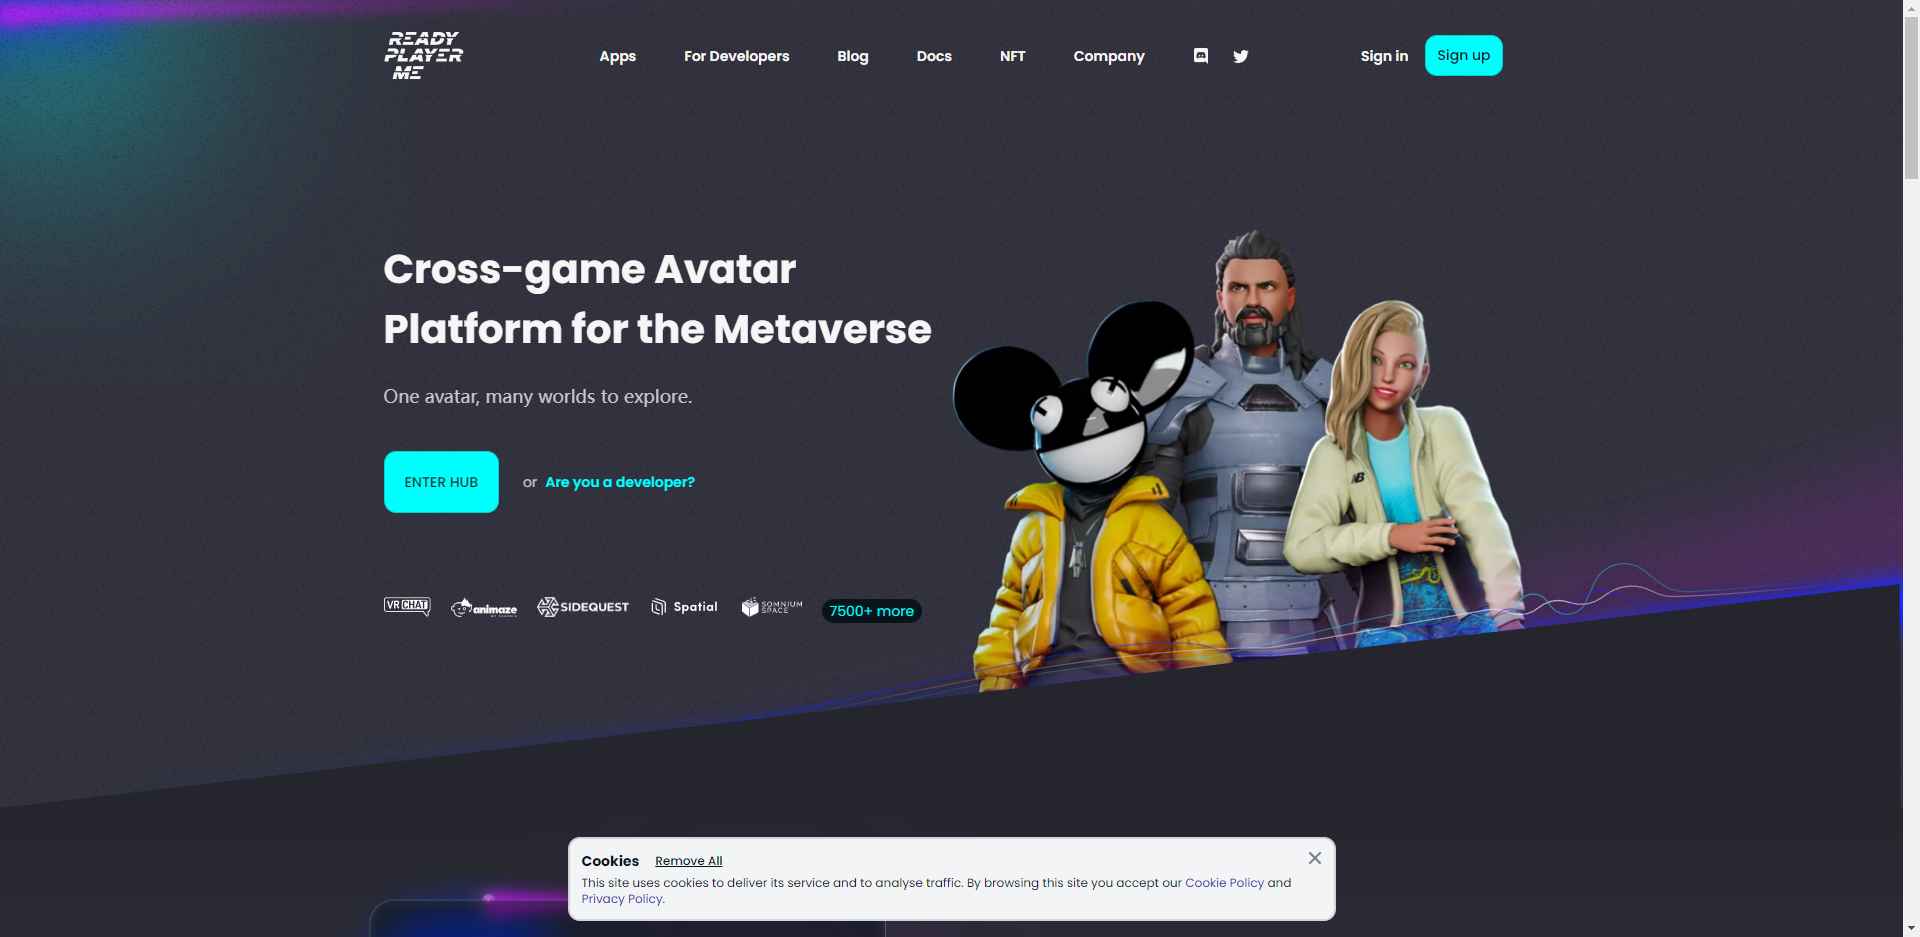 READY
PLAYER
ME
Apps
For Developers
Blog
Docs
NFT
Company
Sign in
Sign up
Cross-game Avatar
Platform for the Metaverse
One avatar, many worlds to explore.
ENTER HUB
or Are you a developer?
VRCHAT
animaze
SIDEQUEST
Spatial
SOMNIUM
SPACE
7500+ more
NB
Cookies Remove All
This site uses cookies to deliver its service and to analyse traffic. By browsing this site you accept our Cookie Policy and
Privacy Policy.